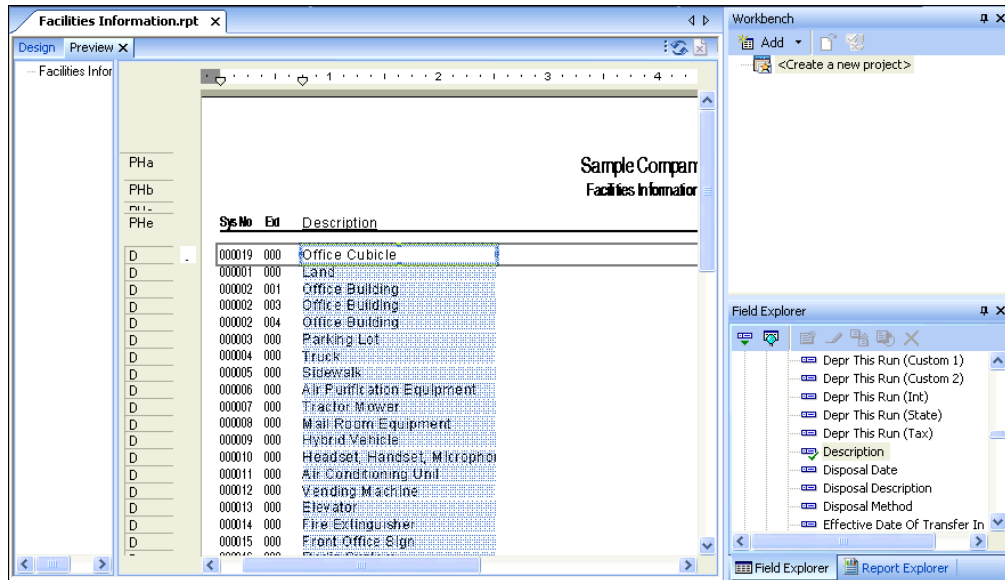 Facilities Information.rpt
Design Preview
Facilities Infor
1 2 3 4
PHa
Sample Compan
PHb
Facilities Information
PHe
Sys No Ext Description
D 000019 000 Office Cubicle
D 000001 000 Land
D 000002 001 Office Building
D 000002 003 Office Building
D 000002 004 Office Building
D 000003 000 Parking Lot
D 000004 000 Truck
D 000005 000 Sidewalk
D 000006 000 Air Purification Equipment
D 000007 000 Tractor Mower
D 000008 000 Mail Room Equipment
D 000009 000 Hybrid Vehicle
D 000010 000 Headset, Handset, Microphon
D 000011 000 Air Conditioning Unit
D 000012 000 Vending Machine
D 000013 000 Elevator
D 000014 000 Fire Extinguisher
D 000015 000 Front Office Sign
Workbench
Add
<Create a new project>
Field Explorer
Depr This Run (Custom 1)
Depr This Run (Custom 2)
Depr This Run (Int)
Depr This Run (State)
Depr This Run (Tax)
Description
Disposal Date
Disposal Description
Disposal Method
Effective Date Of Transfer In
Field Explorer Report Explorer